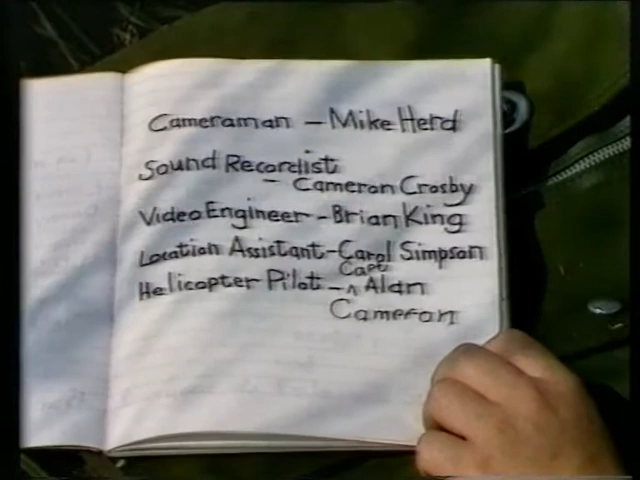 Cameraman - Mike Herd
Sound Recordist
- Cameron Crosby
Video Engineer - Brian King
Location Assistant - Carol Simpson
Helicopter Pilot - ^Capt Alan
Cameron